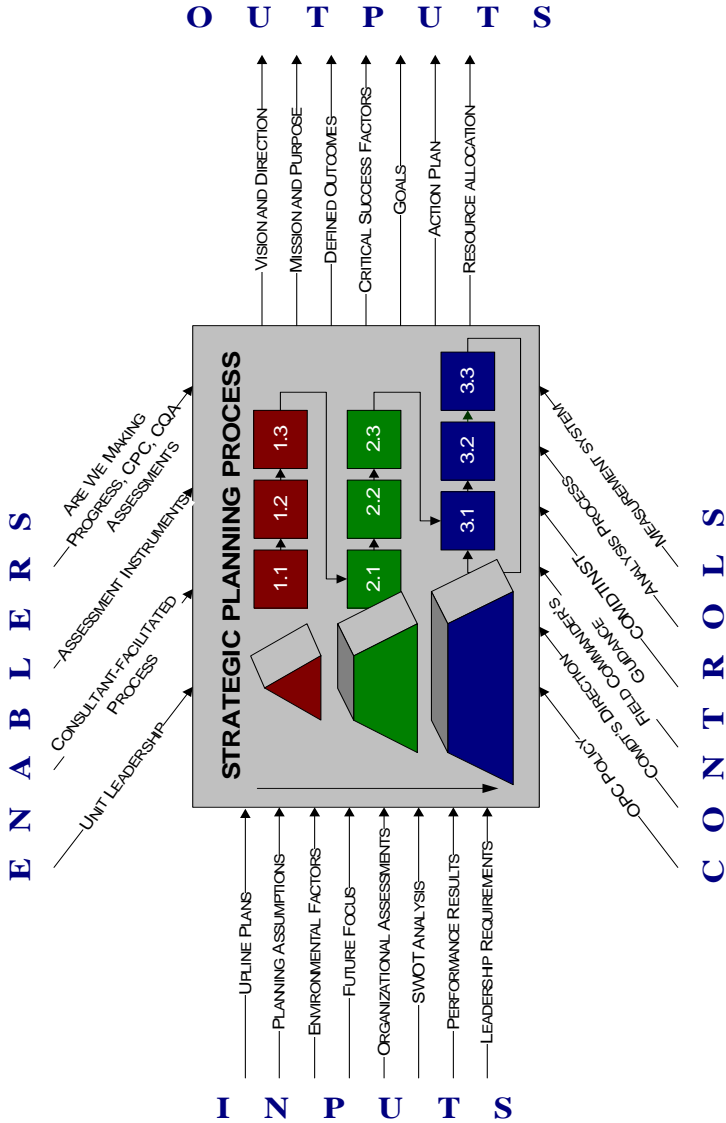 O U T P U T S
VISION AND DIRECTION
MISSION AND PURPOSE
DEFINED OUTCOMES
CRITICAL SUCCESS FACTORS
GOALS
ACTION PLAN
RESOURCE ALLOCATION
E N A B L E R S
UNIT LEADERSHIP
CONSULTANT-FACILITATED
PROCESS
ASSESSMENT INSTRUMENTS
ARE WE MAKING
PROGRESS, CPC, CQA
ASSESSMENTS
STRATEGIC PLANNING PROCESS
1.1
1.2
1.3
2.1
2.2
2.3
3.1
3.2
3.3
C O N T R O L S
OPC POLICY
COMDT'S DIRECTION
FIELD COMMANDER'S
GUIDANCE
COMDTINST
ANALYSIS PROCESS
MEASUREMENT SYSTEM
I N P U T S
UPLINE PLANS
PLANNING ASSUMPTIONS
ENVIRONMENTAL FACTORS
FUTURE FOCUS
ORGANIZATIONAL ASSESSMENTS
SWOT ANALYSIS
PERFORMANCE RESULTS
LEADERSHIP REQUIREMENTS